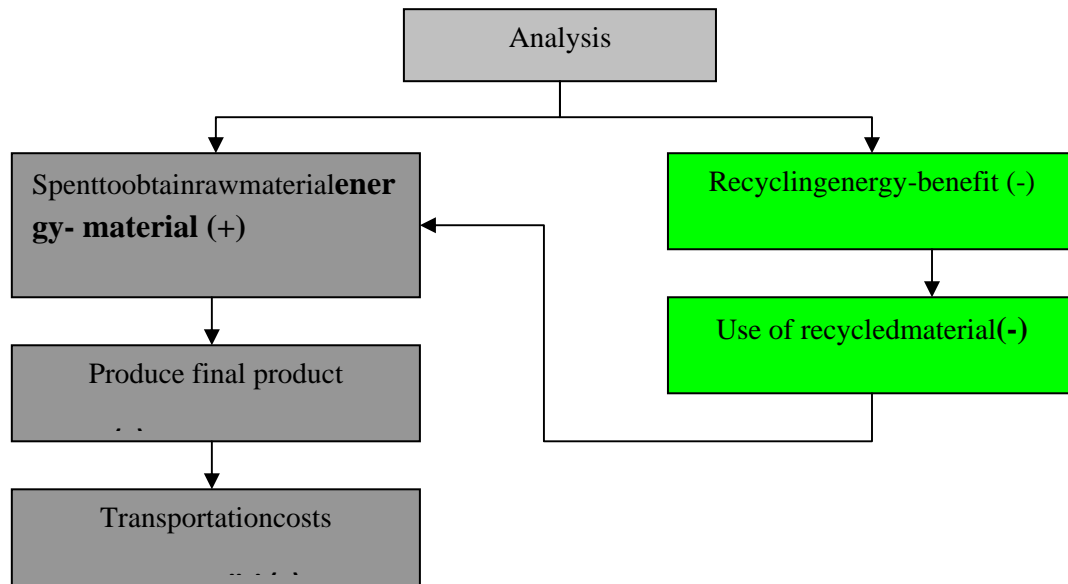 Analysis
Spenttoobtainrawmaterialener
gy- material (+)
Recyclingenergy-benefit (-)
Use of recycledmaterial(-)
Produce final product
Transportationcosts